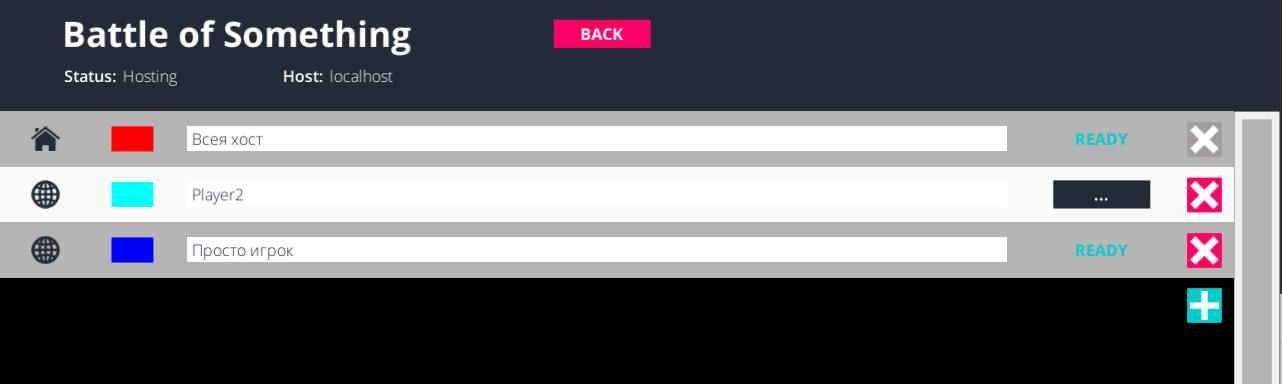 Battle of Something
BACK
Status: Hosting
Host: localhost
Всея хост
READY
Player2
...
Просто игрок
READY